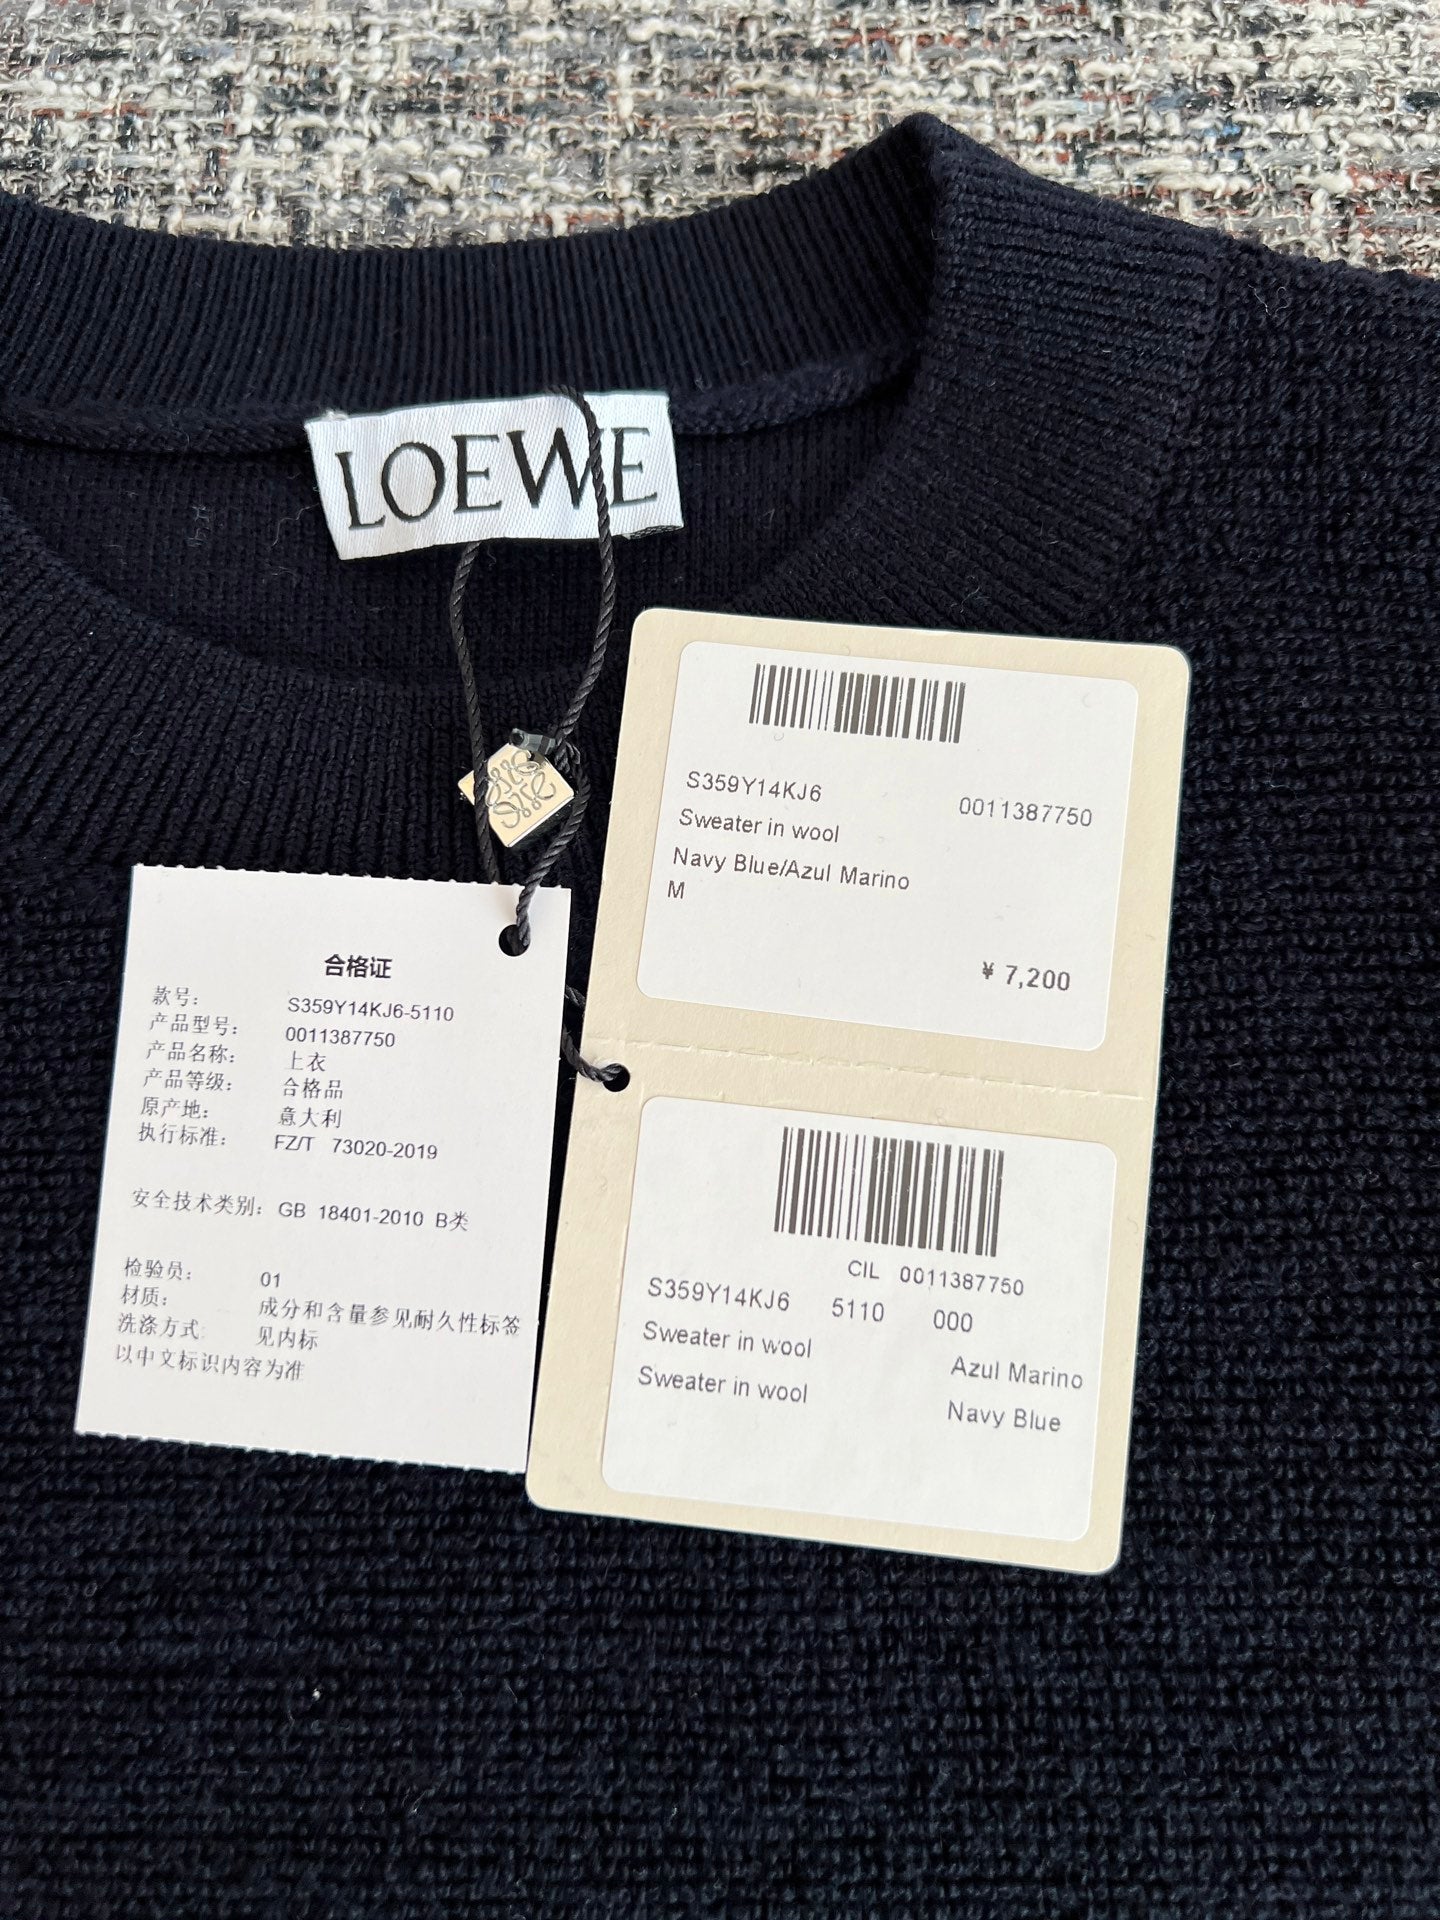 LOEWE
S359Y14KJ6 0011387750
Sweater in wool
Navy Blue/Azul Marino
M
¥ 7,200
CIL 0011387750
S359Y14KJ6 5110 000
Sweater in wool Azul Marino
Sweater in wool Navy Blue
合格证
款号: S359Y14KJ6-5110
产品型号: 0011387750
产品名称: 上衣
产品等级: 合格品
原产地: 意大利
执行标准: FZ/T 73020-2019
安全技术类别: GB 18401-2010 B类
检验员: 01
材质: 成分和含量参见耐久性标签
洗涤方式: 见内标
以中文标识内容为准